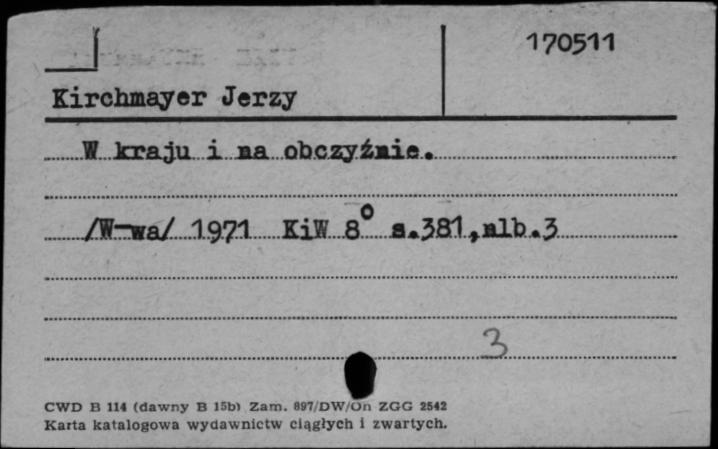 170511
Kirchmayer Jerzy
W kraju i na obczyźnie.
/W-wa/ 1971 KiW 8° s.381,nlb.3
3
CWD B 114 (dawny B 15b) Zam. 897/DW/On ZGG 2542
Karta katalogowa wydawnictw ciągłych i zwartych.